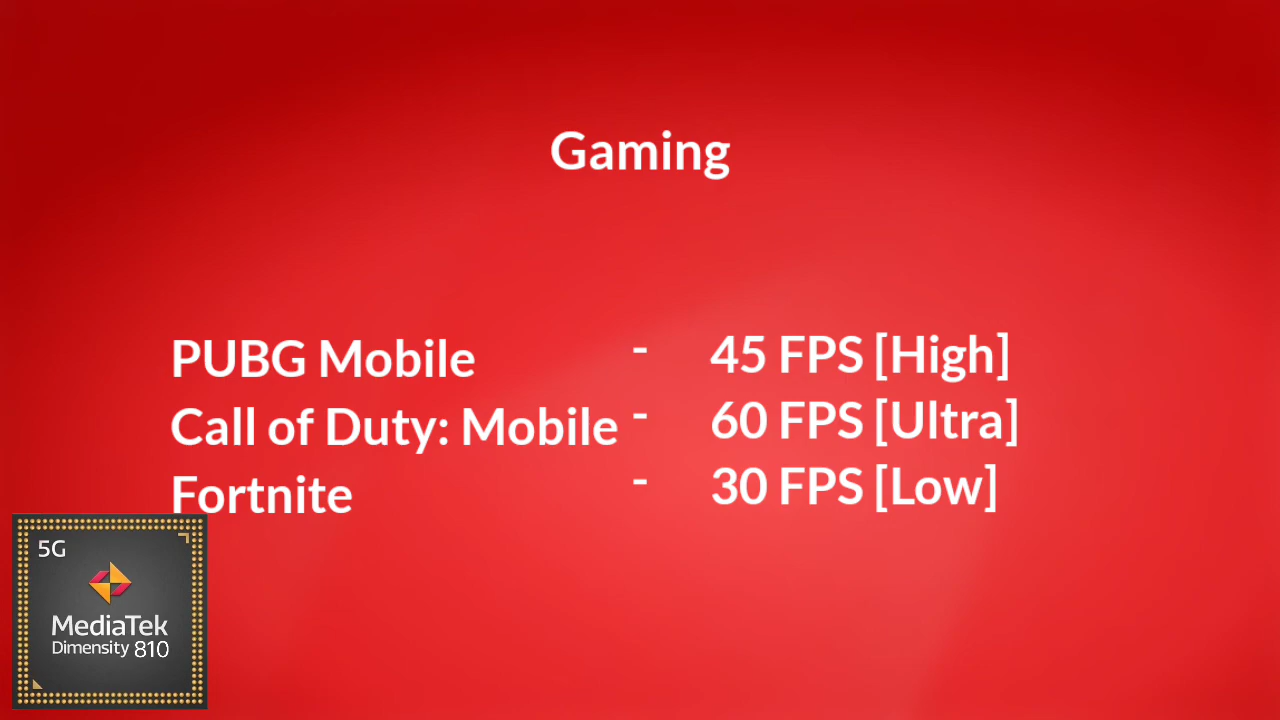 Gaming
PUBG Mobile - 45 FPS [High]
Call of Duty: Mobile - 60 FPS [Ultra]
Fortnite - 30 FPS [Low]
5G
MediaTek
Dimensity 810